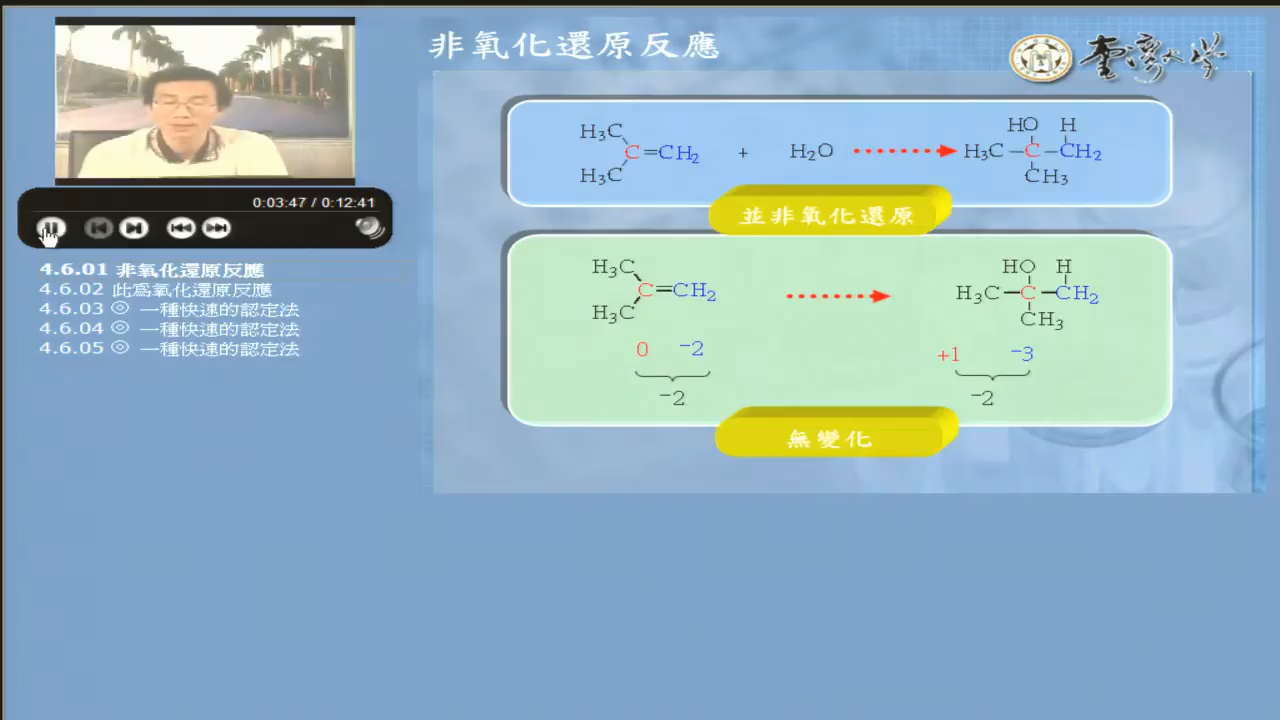 非氧化還原反應
臺灣大學
0:03:47 / 0:12:41
4.6.01 非氧化還原反應
4.6.02 此爲氧化還原反應
4.6.03 ◎ 一種快速的認定法
4.6.04 ◎ 一種快速的認定法
4.6.05 ◎ 一種快速的認定法
H₃C
H₃C
C=CH₂
+
H₂O
HO H
H₃C-C-CH₂
CH₃
並非氧化還原
H₃C
C=CH₂
H₃C
HO H
H₃C-C-CH₂
CH₃
0 -2
-2
+1 -3
-2
無變化